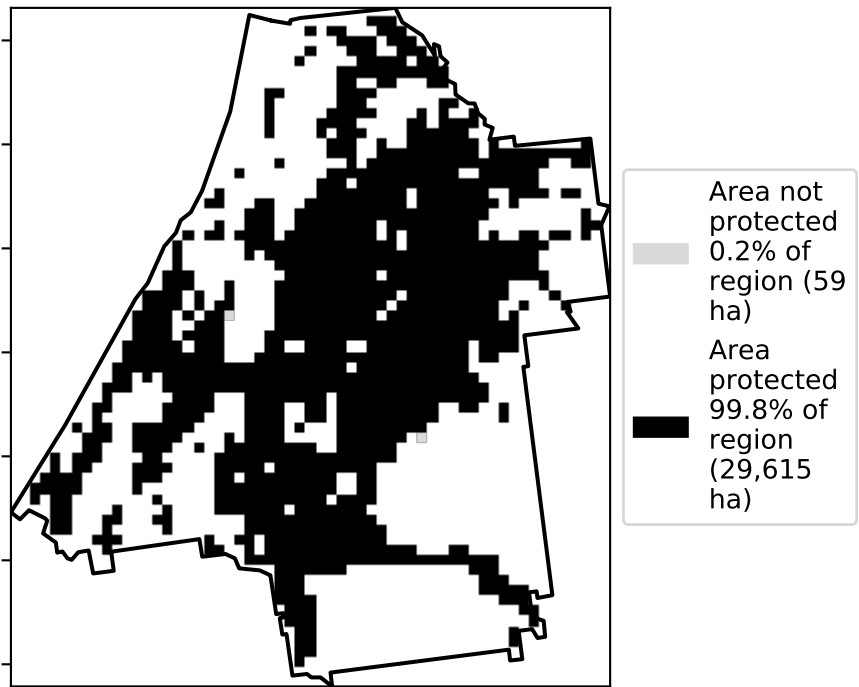 Area not
protected
0.2% of
region (59
ha)
Area
protected
99.8% of
region
(29,615
ha)